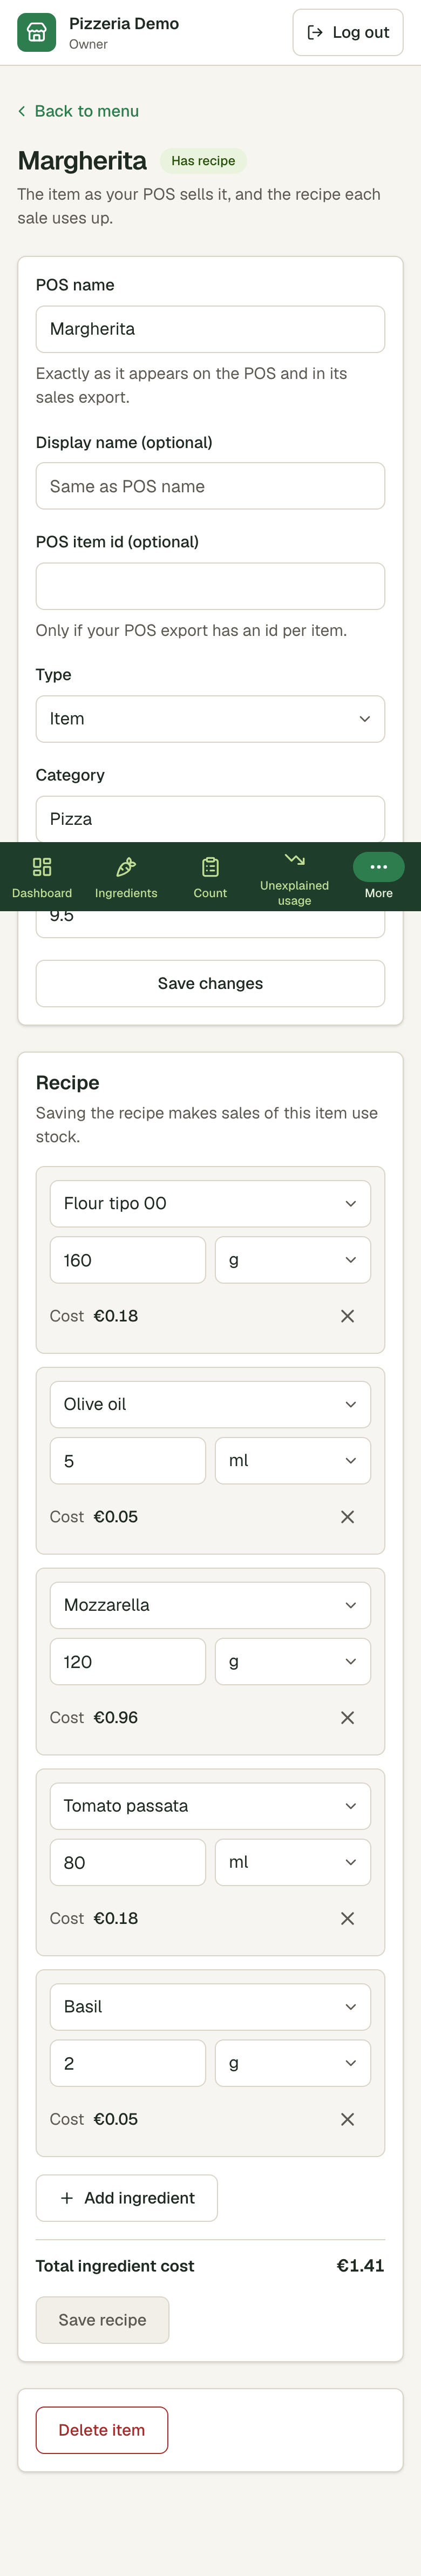 Pizzeria Demo
Owner
Log out
Back to menu
Margherita
Has recipe
The item as your POS sells it, and the recipe each
sale uses up.
POS name
Margherita
Exactly as it appears on the POS and in its
sales export.
Display name (optional)
Same as POS name
POS item id (optional)
Only if your POS export has an id per item.
Type
Item
Category
Pizza
Dashboard
Ingredients
Count
Unexplained
usage
More
9.5
Save changes
Recipe
Saving the recipe makes sales of this item use
stock.
Flour tipo 00
160
g
Cost €0.18
Olive oil
5
ml
Cost €0.05
Mozzarella
120
g
Cost €0.96
Tomato passata
80
ml
Cost €0.18
Basil
2
g
Cost €0.05
Add ingredient
Total ingredient cost
€1.41
Save recipe
Delete item